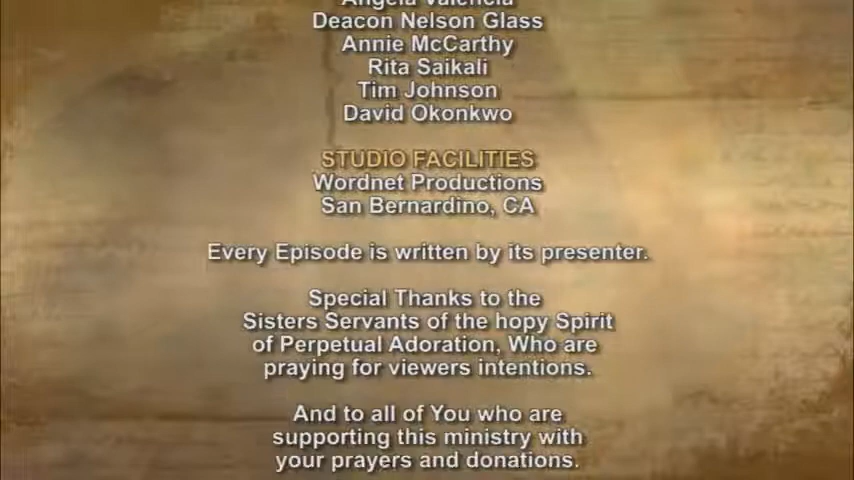 Angela Valencia
Deacon Nelson Glass
Annie McCarthy
Rita Saikali
Tim Johnson
David Okonkwo
STUDIO FACILITIES
Wordnet Productions
San Bernardino, CA
Every Episode is written by its presenter.
Special Thanks to the
Sisters Servants of the hopy Spirit
of Perpetual Adoration, Who are
praying for viewers intentions.
And to all of You who are
supporting this ministry with
your prayers and donations.